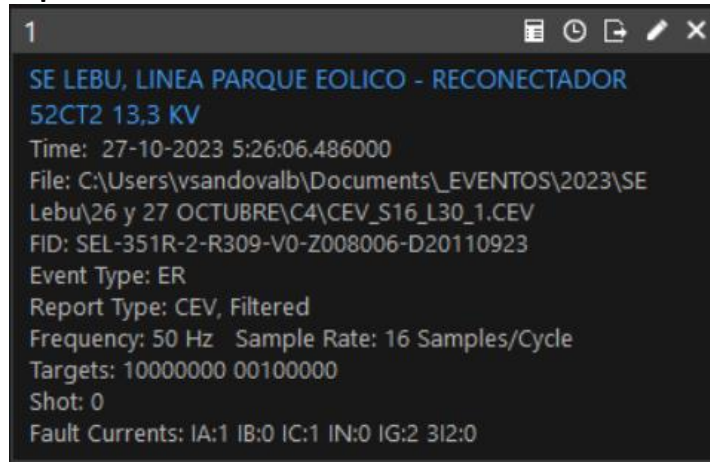 1
SE LEBU, LINEA PARQUE EOLICO - RECONECTADOR
52CT2 13,3 KV
Time:  27-10-2023 5:26:06.486000
File: C:\Users\vsandovalb\Documents\_EVENTOS\2023\SE
Lebu\26 y 27 OCTUBRE\C4\CEV_S16_L30_1.CEV
FID: SEL-351R-2-R309-V0-Z008006-D20110923
Event Type: ER
Report Type: CEV, Filtered
Frequency: 50 Hz   Sample Rate: 16 Samples/Cycle
Targets: 10000000 00100000
Shot: 0
Fault Currents: IA:1 IB:0 IC:1 IN:0 IG:2 3I2:0